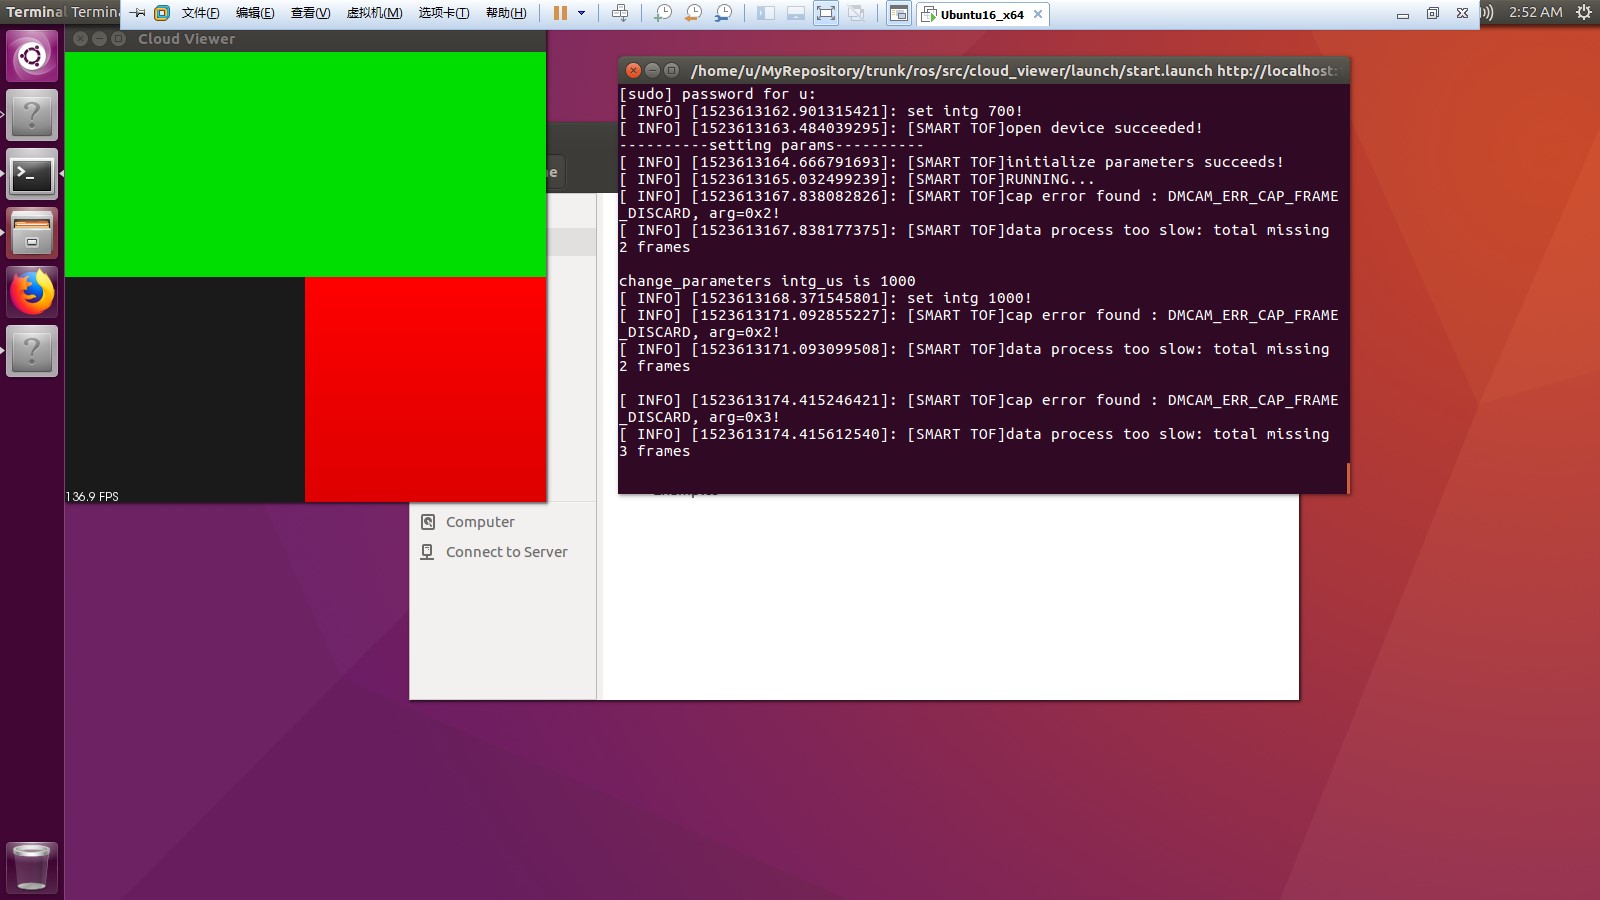 Terminal Termin
文件(F) 编辑(E) 查看(V) 虚拟机(M) 选项卡(T) 帮助(H)
Ubuntu16_x64
2:52 AM
Cloud Viewer
136.9 FPS
/home/u/MyRepository/trunk/ros/src/cloud_viewer/launch/start.launch http://localhost:1
[sudo] password for u:
[ INFO] [1523613162.901315421]: set intg 700!
[ INFO] [1523613163.484039295]: [SMART TOF]open device succeeded!
----------setting params----------
[ INFO] [1523613164.666791693]: [SMART TOF]initialize parameters succeeds!
[ INFO] [1523613165.032499239]: [SMART TOF]RUNNING...
[ INFO] [1523613167.838082826]: [SMART TOF]cap error found : DMCAM_ERR_CAP_FRAME
_DISCARD, arg=0x2!
[ INFO] [1523613167.838177375]: [SMART TOF]data process too slow: total missing
2 frames
change_parameters intg_us is 1000
[ INFO] [1523613168.371545801]: set intg 1000!
[ INFO] [1523613171.092855227]: [SMART TOF]cap error found : DMCAM_ERR_CAP_FRAME
_DISCARD, arg=0x2!
[ INFO] [1523613171.093099508]: [SMART TOF]data process too slow: total missing
2 frames
[ INFO] [1523613174.415246421]: [SMART TOF]cap error found : DMCAM_ERR_CAP_FRAME
_DISCARD, arg=0x3!
[ INFO] [1523613174.415612540]: [SMART TOF]data process too slow: total missing
3 frames
Computer
Connect to Server